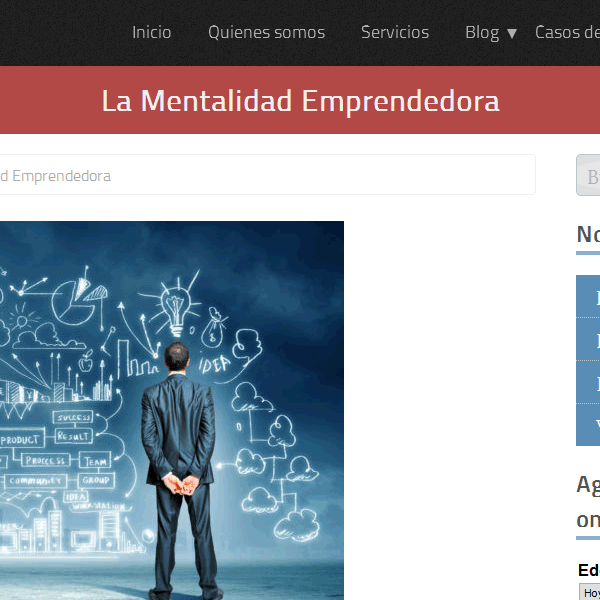 Inicio Quienes somos Servicios Blog ▼ Casos de
La Mentalidad Emprendedora
d Emprendedora
B
No
IDEA
SUCCESS
RESULT
PRODUCT
PROCESS
TEAM
COMMUNITY
GROUP
IDEA
Ag
on
Ed
Hoy